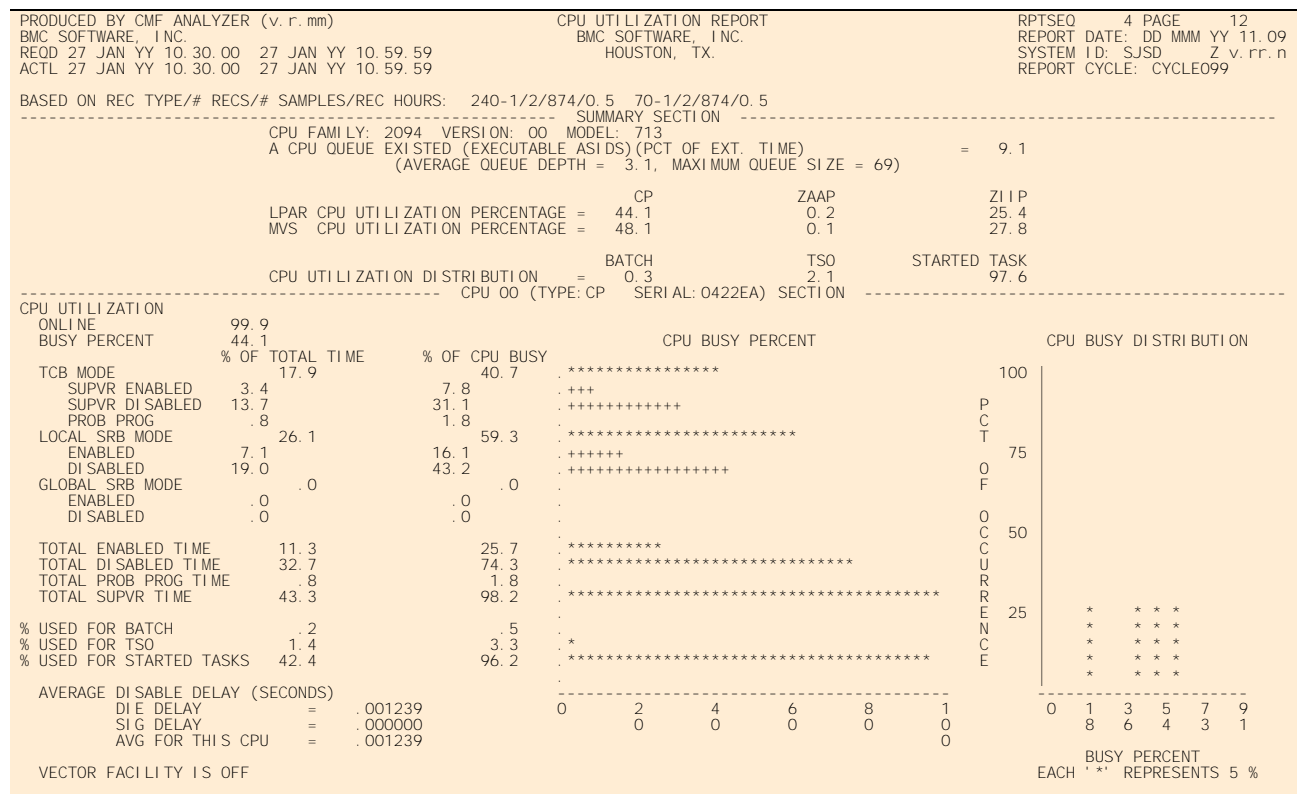 PRODUCED BY CMF ANALYZER (v.r.mm)                       CPU UTILIZATION REPORT                          RPTSEQ     4 PAGE     12
BMC SOFTWARE, INC.                                        BMC SOFTWARE, INC.                            REPORT DATE: DD MMM YY 11.09
REQD 27 JAN YY 10.30.00  27 JAN YY 10.59.59                  HOUSTON, TX.                               SYSTEM ID: SJSD     Z v.rr.n
ACTL 27 JAN YY 10.30.00  27 JAN YY 10.59.59                                                             REPORT CYCLE: CYCLE099
BASED ON REC TYPE/# RECS/# SAMPLES/REC HOURS:  240-1/2/874/0.5  70-1/2/874/0.5
-------------------------------------------------------- SUMMARY SECTION --------------------------------------------------------
CPU FAMILY: 2094  VERSION: 00  MODEL: 713
A CPU QUEUE EXISTED (EXECUTABLE ASIDS)(PCT OF EXT. TIME)                =   9.1
(AVERAGE QUEUE DEPTH =  3.1, MAXIMUM QUEUE SIZE = 69)
CP                ZAAP                ZIIP
LPAR CPU UTILIZATION PERCENTAGE =   44.1                 0.2                25.4
MVS  CPU UTILIZATION PERCENTAGE =   48.1                 0.1                27.8
BATCH                TSO        STARTED TASK
CPU UTILIZATION DISTRIBUTION    =    0.3                 2.1                97.6
-------------------------------------------- CPU 00 (TYPE:CP   SERIAL:0422EA) SECTION --------------------------------------------
CPU UTILIZATION
ONLINE              99.9
BUSY PERCENT        44.1                                          CPU BUSY PERCENT                         CPU BUSY DISTRIBUTION
% OF TOTAL TIME      % OF CPU BUSY
TCB MODE                 17.9                 40.7    .****************                              100 |
SUPVR ENABLED      3.4                    7.8         .+++
SUPVR DISABLED    13.7                   31.1         .++++++++++++                                P
PROB PROG           .8                    1.8         .                                           C
LOCAL SRB MODE           26.1                 59.3    .************************                   T
ENABLED            7.1                   16.1         .++++++                                         75
DISABLED          19.0                   43.2         .+++++++++++++++++                           O
GLOBAL SRB MODE            .0                   .0    .                                           F
ENABLED             .0                     .0         .
DISABLED            .0                     .0         .                                           O
.                                           C   50
TOTAL ENABLED TIME       11.3                 25.7    .**********                                 C
TOTAL DISABLED TIME      32.7                 74.3    .******************************             U
TOTAL PROB PROG TIME       .8                  1.8    .                                           R
TOTAL SUPVR TIME         43.3                 98.2    .***************************************    R
.                                           E   25      *    * * *
% USED FOR BATCH           .2                   .5    .                                           N           *    * * *
% USED FOR TSO            1.4                  3.3    .*                                          C           *    * * *
% USED FOR STARTED TASKS 42.4                 96.2    .**************************************     E           *    * * *
.                                                       *    * * *
AVERAGE DISABLE DELAY (SECONDS)                       -----------------------------------------          ----------------------
DIE DELAY         =    .001239              0       2       4       6       8       1          0   1   3   5   7   9
SIG DELAY         =    .000000                      0       0       0       0       0              8   6   4   3   1
AVG FOR THIS CPU  =    .001239                                                      0
BUSY PERCENT
VECTOR FACILITY IS OFF                                                                                  EACH '*' REPRESENTS 5 %